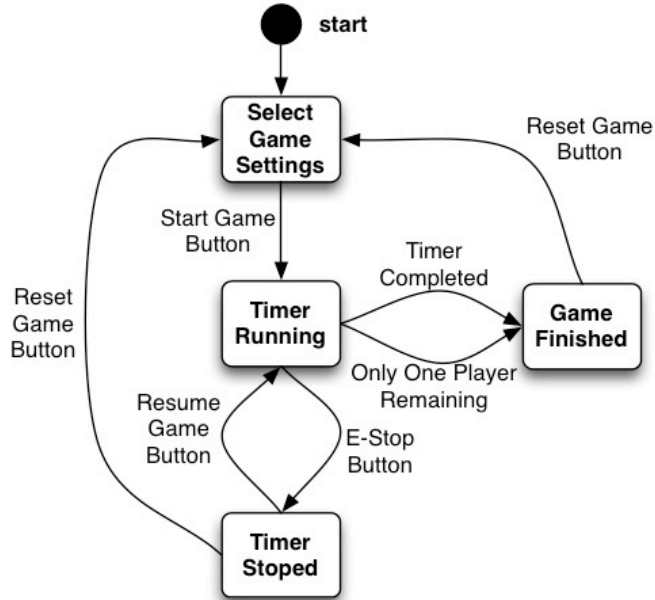 start
Select
Game
Settings
Reset Game
Button
Start Game
Button
Timer
Completed
Reset
Game
Button
Timer
Running
Game
Finished
Only One Player
Remaining
Resume
Game
Button
E-Stop
Button
Timer
Stoped